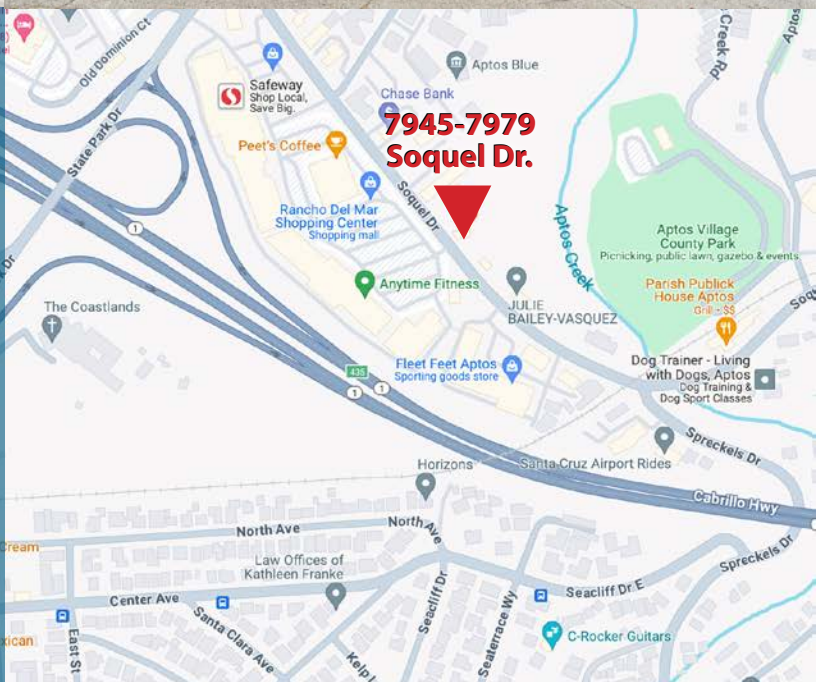 Old Dominion Ct
State Park Dr
Safeway
Shop Local,
Save Big.
Aptos Blue
Creek Rd
Aptos
Chase Bank
7945-7979
Soquel Dr.
Peet's Coffee
Soquel Dr
Rancho Del Mar
Shopping Center
Shopping mall
Aptos Creek
Aptos Village
County Park
Picnicking, public lawn, gazebo & events
1
Dr
Anytime Fitness
JULIE
BAILEY-VASQUEZ
Parish Publick
House Aptos
Grill - $$
Soq
The Coastlands
435
1
1
Fleet Feet Aptos
Sporting goods store
Dog Trainer - Living
with Dogs, Aptos
Dog Training &
Dog Sport Classes
Spreckels Dr
Horizons
Santa Cruz Airport Rides
Cabrillo Hwy
North Ave
North Ave
Cream
Law Offices of
Kathleen Franke
Spreckels Dr
Seacliff Dr E
Center Ave
Seacliff Dr
Seaterrace Wy
Santa Clara Ave
C-Rocker Guitars
xican
East St
Kelp